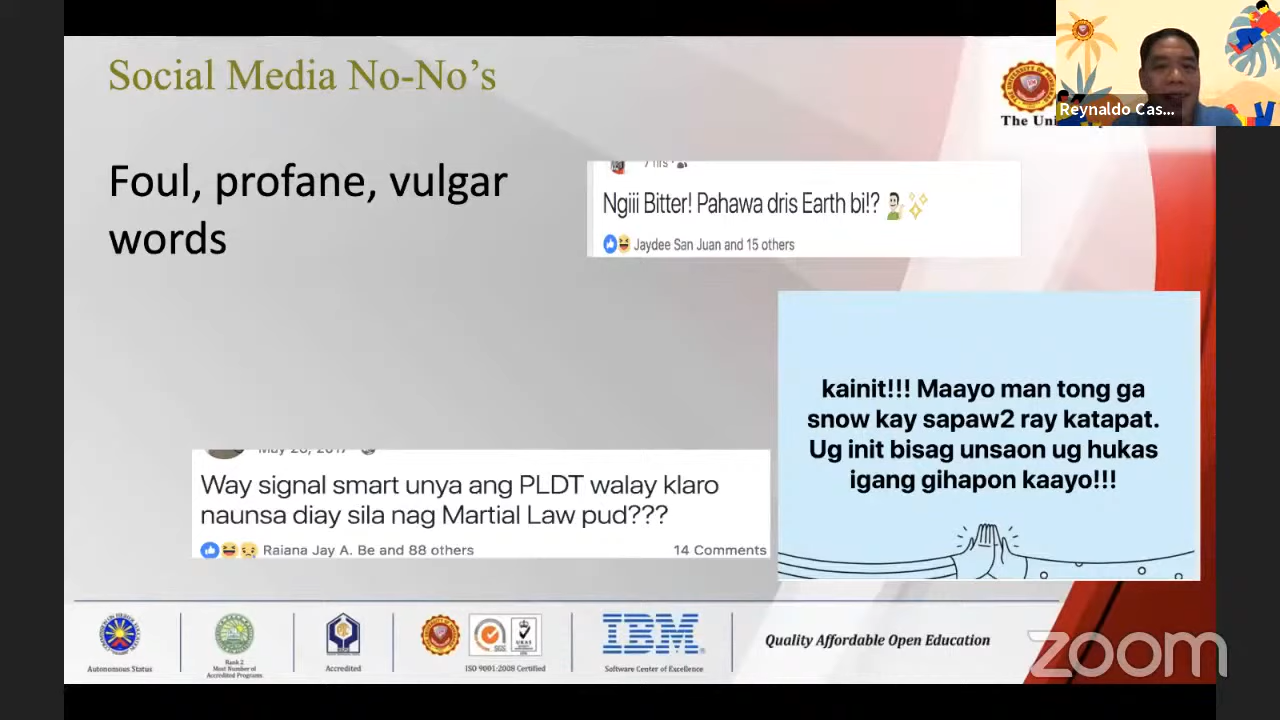 Social Media No-No's
The Uni
Reynaldo Cas...
Foul, profane, vulgar
words
7 hrs
Ngiii Bitter! Pahawa dris Earth bi!?
Jaydee San Juan and 15 others
kainit!!! Maayo man tong ga
snow kay sapaw2 ray katapat.
Ug init bisag unsaon ug hukas
igang gihapon kaayo!!!
Way signal smart unya ang PLDT walay klaro
naunsa diay sila nag Martial Law pud???
Raiana Jay A. Be and 88 others
14 Comments
Autonomous Status
Rank 2
Most Number of
Accredited Programs
Accredited
SGS
UKAS
ISO 9001:2008 Certified
IBM
Software Center of Excellence
Quality Affordable Open Education
zoom